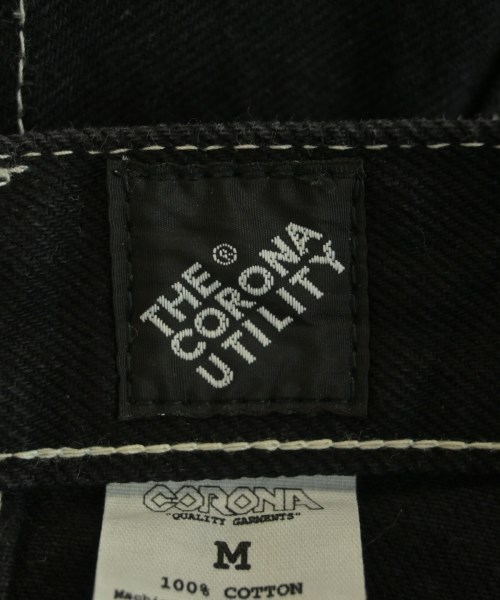 ®
THE
CORONA
UTILITY
CORONA
"QUALITY GARMENTS"
M
100% COTTON